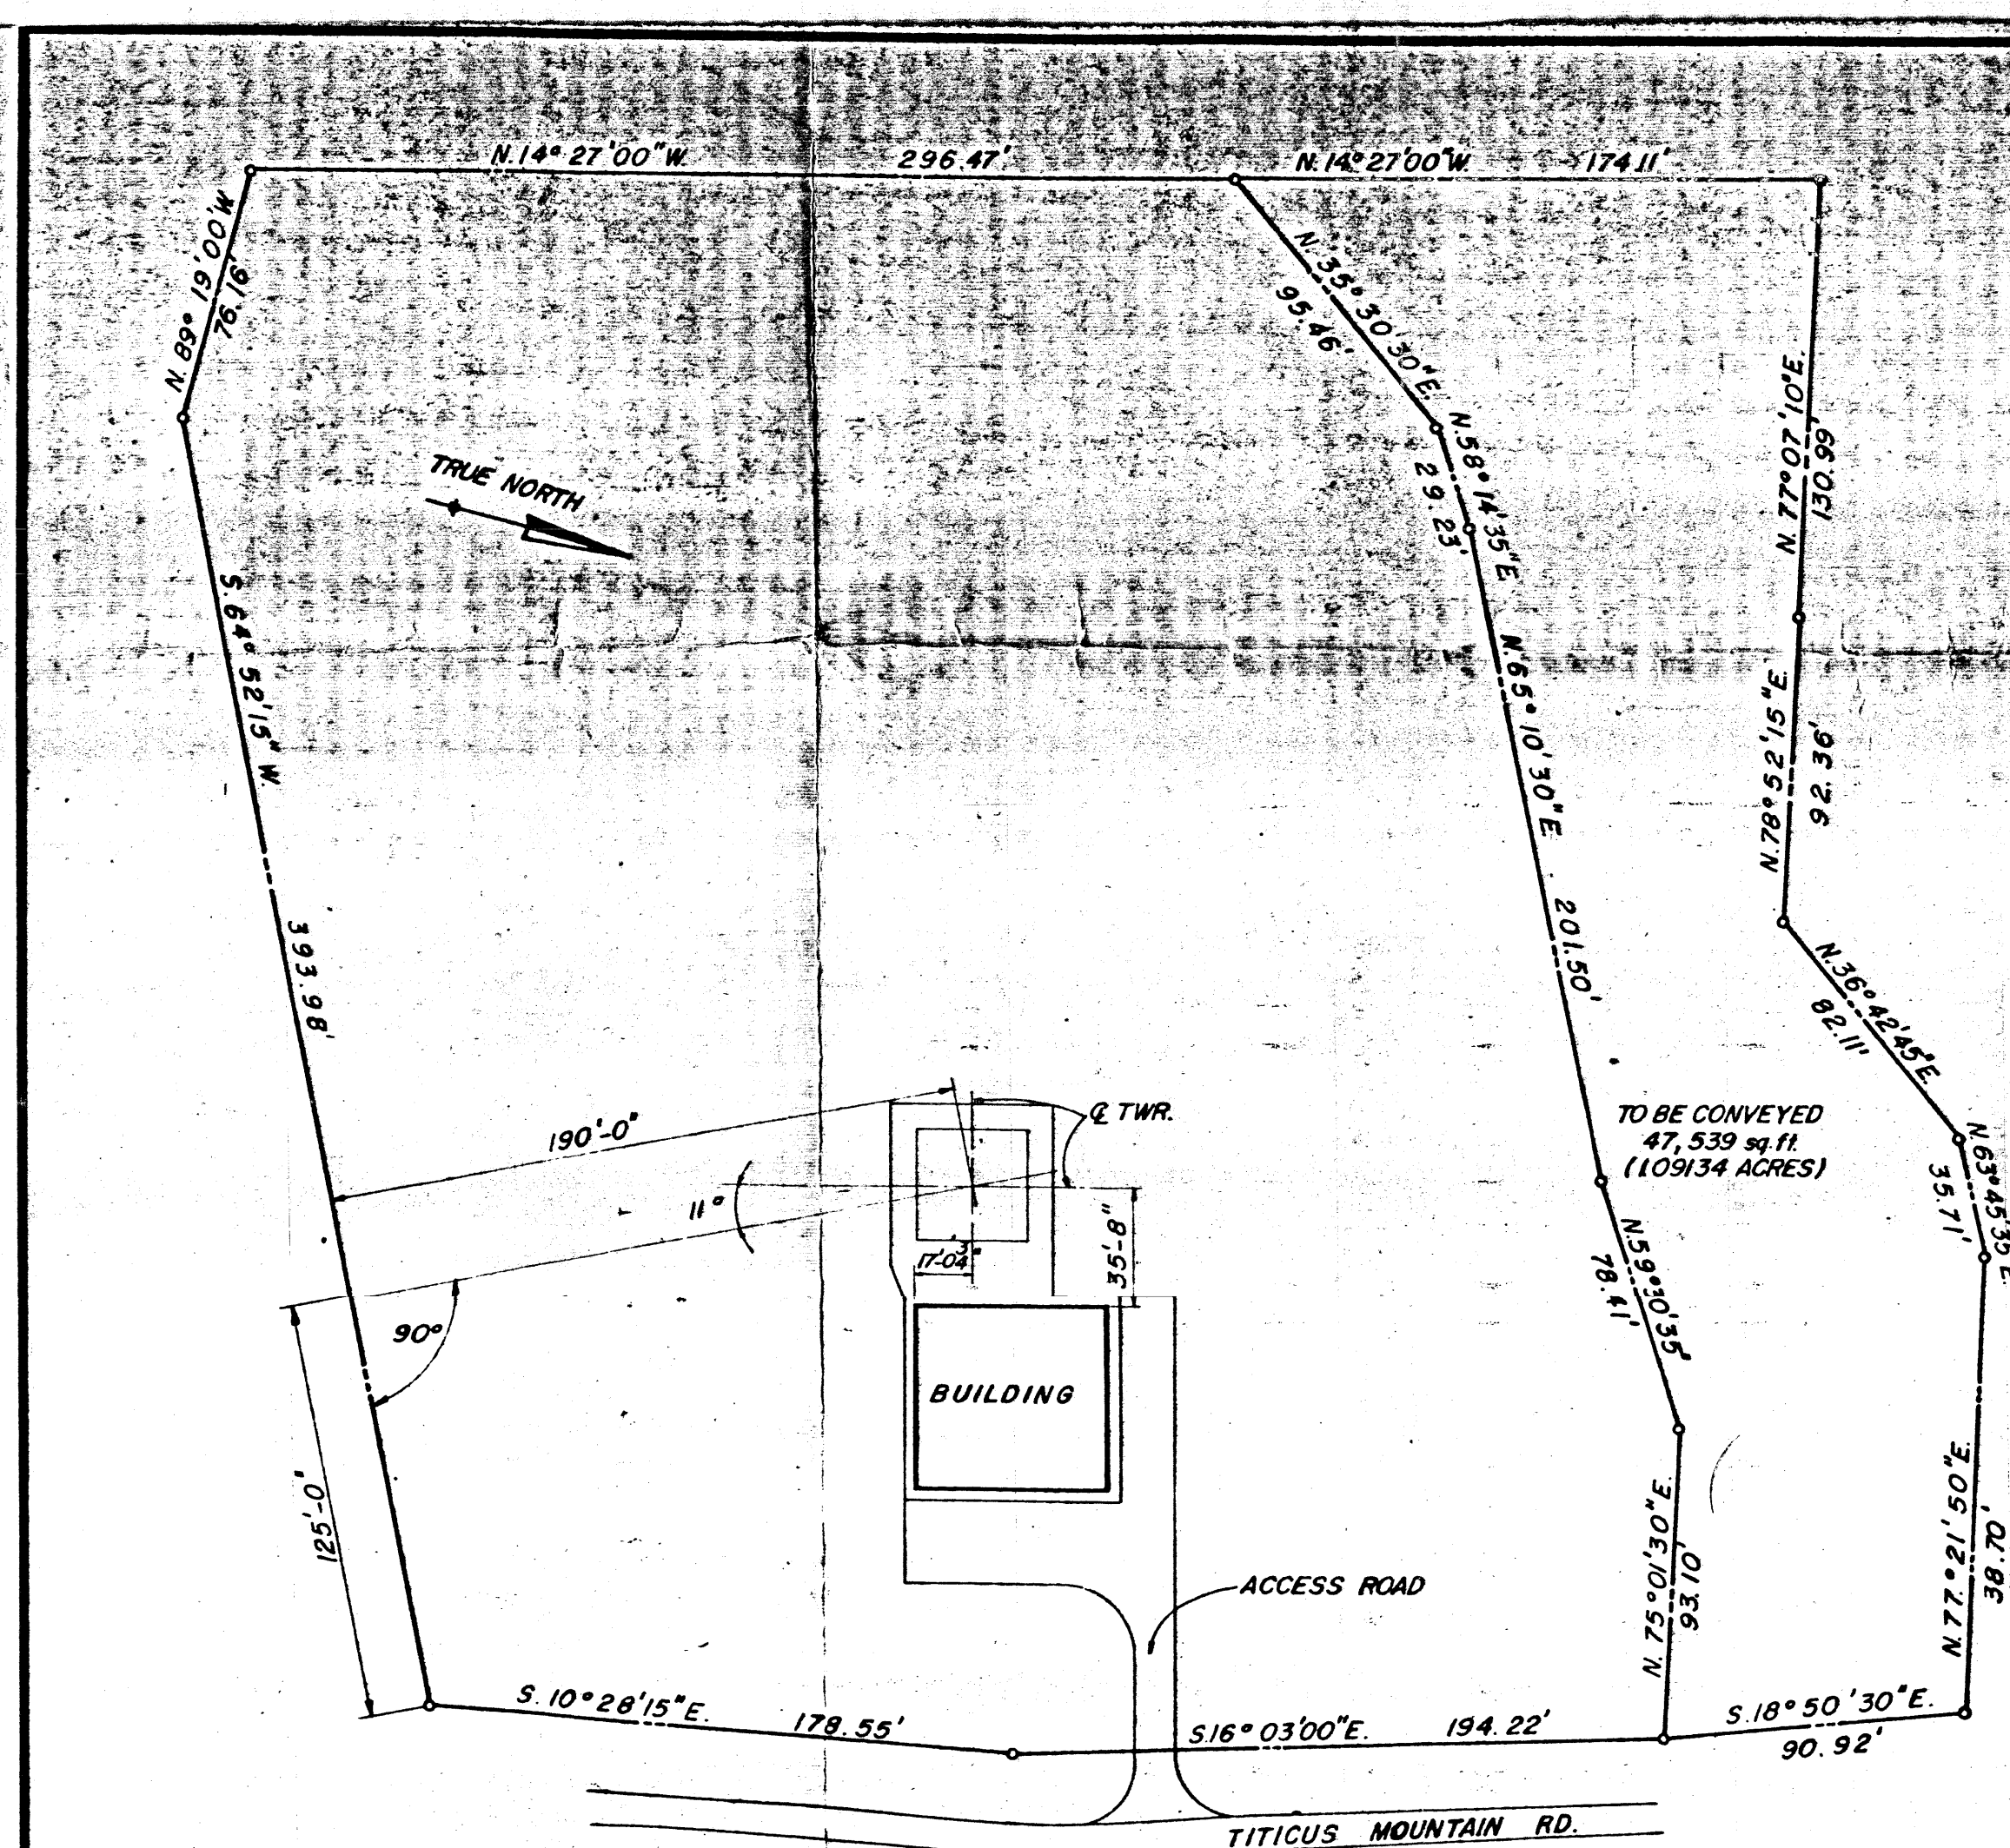 N.14° 27'00"W. 296.47' N.14° 27'00"W. 174.11'
N. 89° 19'00"W
76.16'
N. 35° 30'30"E.
95.46'
N.58° 14'35"E
29.23'
N. 77° 07'10"E.
130.99'
TRUE NORTH
S. 64° 52'15" W.
393.98'
N.65° 10'30"E. 201.50'
N.78° 52'15"E
92.36'
N.36° 42'45"E.
82.11'
TO BE CONVEYED
47,539 sq.ft.
(1.09134 ACRES)
N.63° 45'35"E.
35.71'
190'-0"
℄ TWR.
11°
35'-8"
90°
N.59° 30'35"
78.41'
BUILDING
125'-0"
N. 75° 01'30"E.
93.10'
N.77° 21'50"E.
ACCESS ROAD
S. 10° 28'15"E. 178.55'
S.16° 03'00"E. 194.22'
S.18° 50'30"E.
90.92'
TITICUS MOUNTAIN RD.